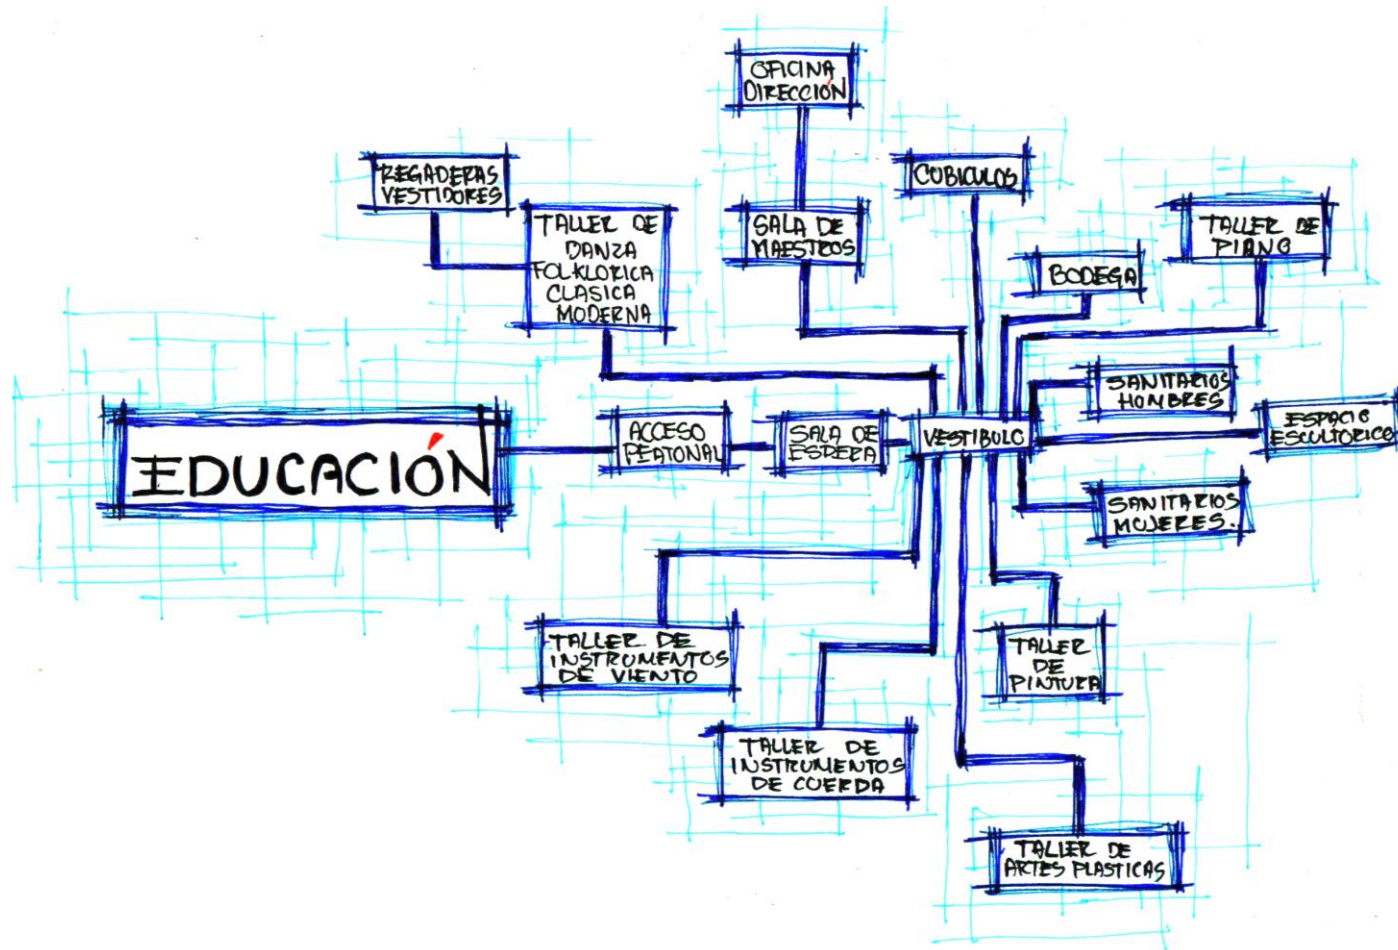 OFICINA
DIRECCIÓN
REGADERAS
VESTIDORES
CUBICULOS
TALLER DE
DANZA
FOLKLORICA
CLASICA
MODERNA
SALA DE
MAESTROS
TALLER DE
PIANO
BODEGA
SANITARIOS
HOMBRES
EDUCACIÓN
ACCESO
PEATONAL
SALA DE
ESPERA
VESTIBULO
ESPACIO
ESCULTORICO
SANITARIOS
MUJERES.
TALLER DE
INSTRUMENTOS
DE VIENTO
TALLER
DE
PINTURA
TALLER DE
INSTRUMENTOS
DE CUERDA
TALLER DE
ARTES PLASTICAS